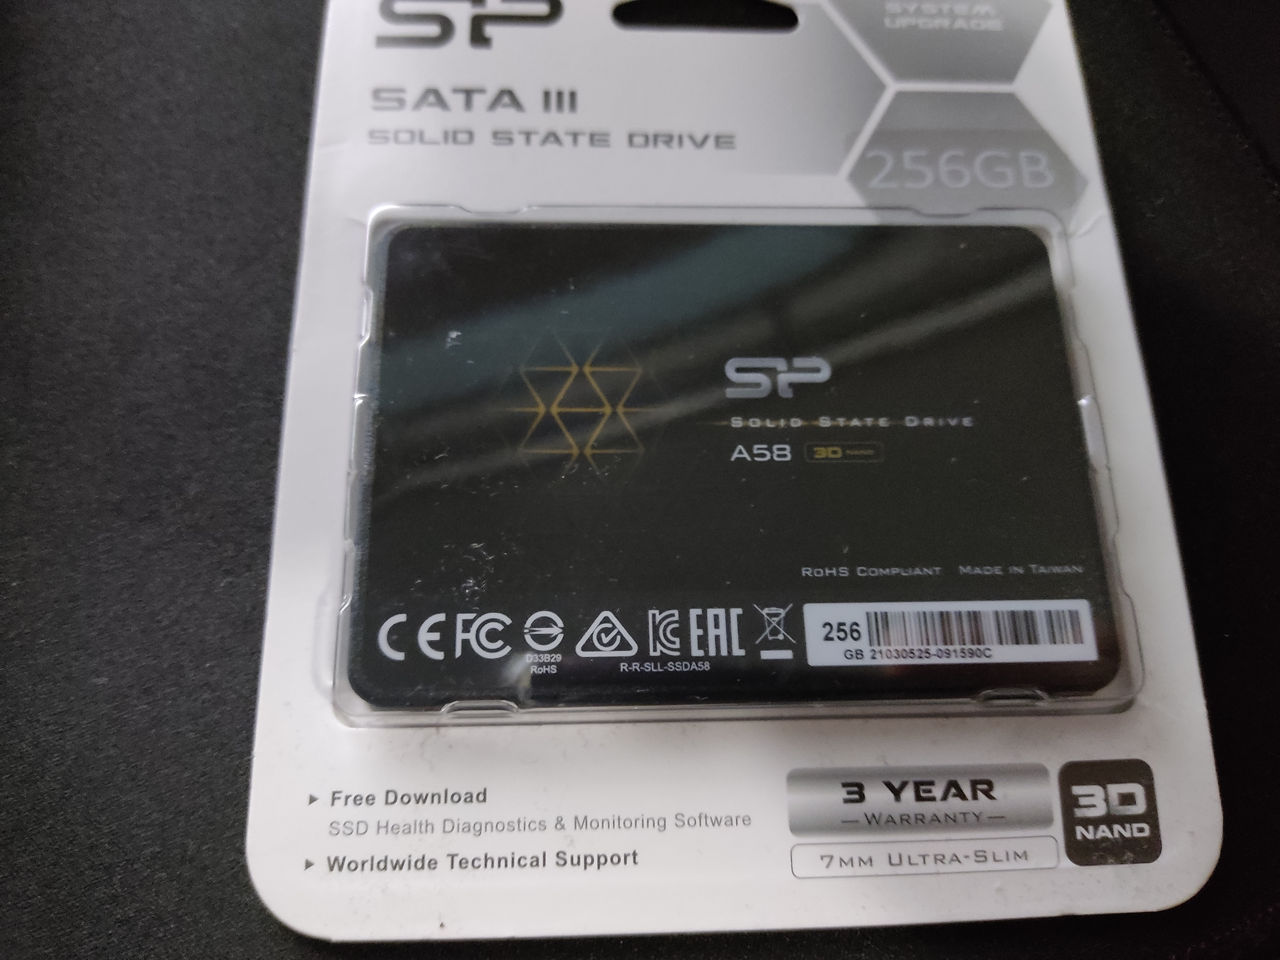 SP
SYSTEM
UPGRADE
SATA III
SOLID STATE DRIVE
256GB
SP
SOLID STATE DRIVE
A58 3D NAND
RoHS COMPLIANT MADE IN TAIWAN
CE FC EAC
D33B29
RoHS
R-R-SLL-SSDA58
256
GB 21030525-091590C
3 YEAR
WARRANTY
3D
NAND
7MM ULTRA-SLIM
Free Download
SSD Health Diagnostics & Monitoring Software
Worldwide Technical Support